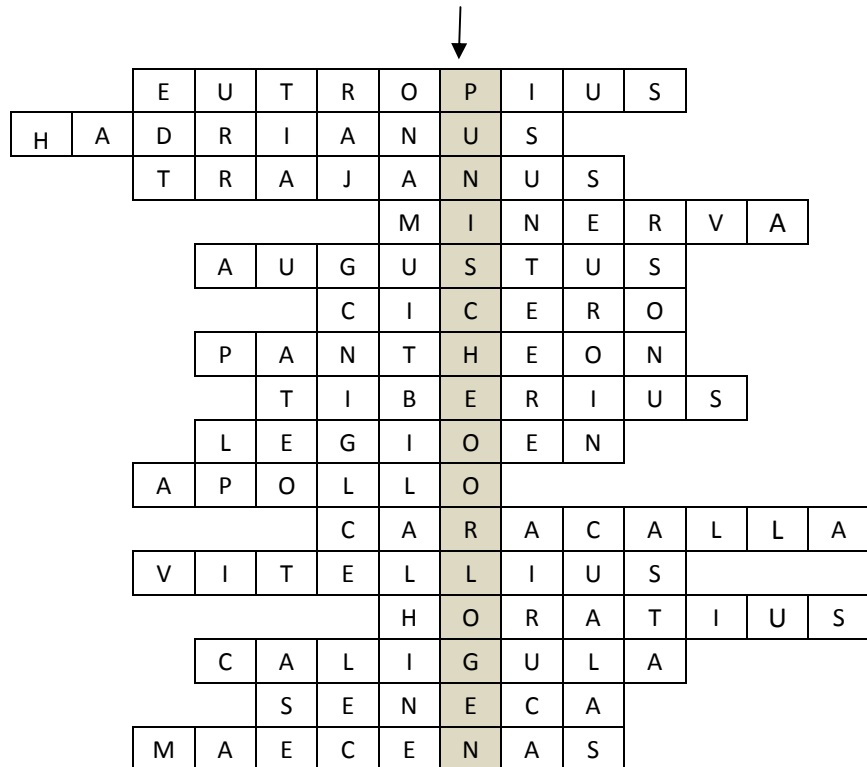 E U T R O P I U S
H A D R I A N U S
T R A J A N U S
M I N E R V A
A U G U S T U S
C I C E R O
P A N T H E O N
T I B E R I U S
L E G I O E N
A P O L L O
C A R A C A L L A
V I T E L L I U S
H O R A T I U S
C A L I G U L A
S E N E C A
M A E C E N A S